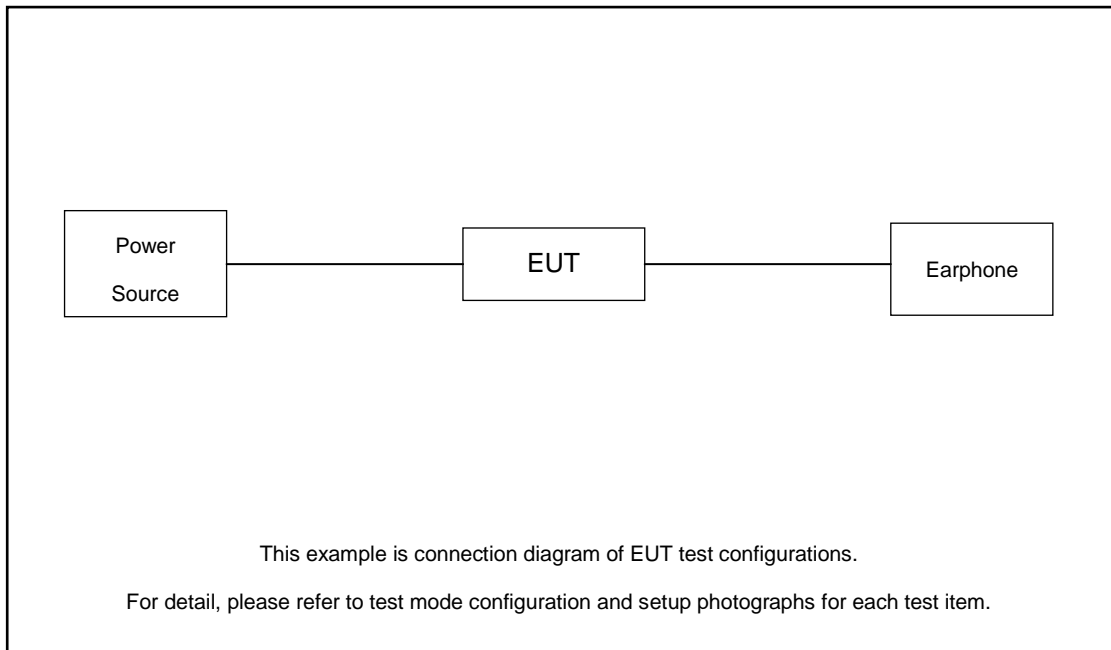 Power
Source
EUT
Earphone
This example is connection diagram of EUT test configurations.
For detail, please refer to test mode configuration and setup photographs for each test item.